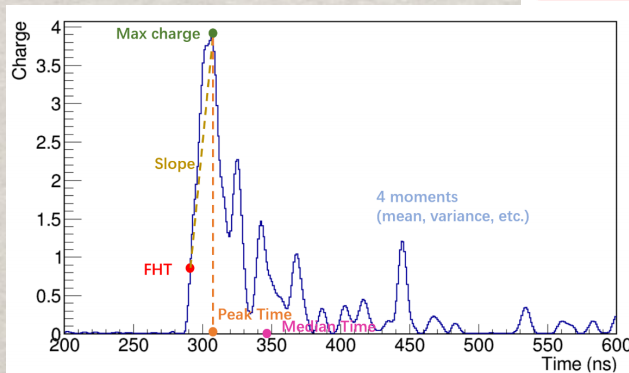 Charge
4
3.5
3
2.5
2
1.5
1
0.5
0
Max charge
Slope
FHT
4 moments
(mean, variance, etc.)
Peak Time
Median Time
200 250 300 350 400 450 500 550 600
Time (ns)